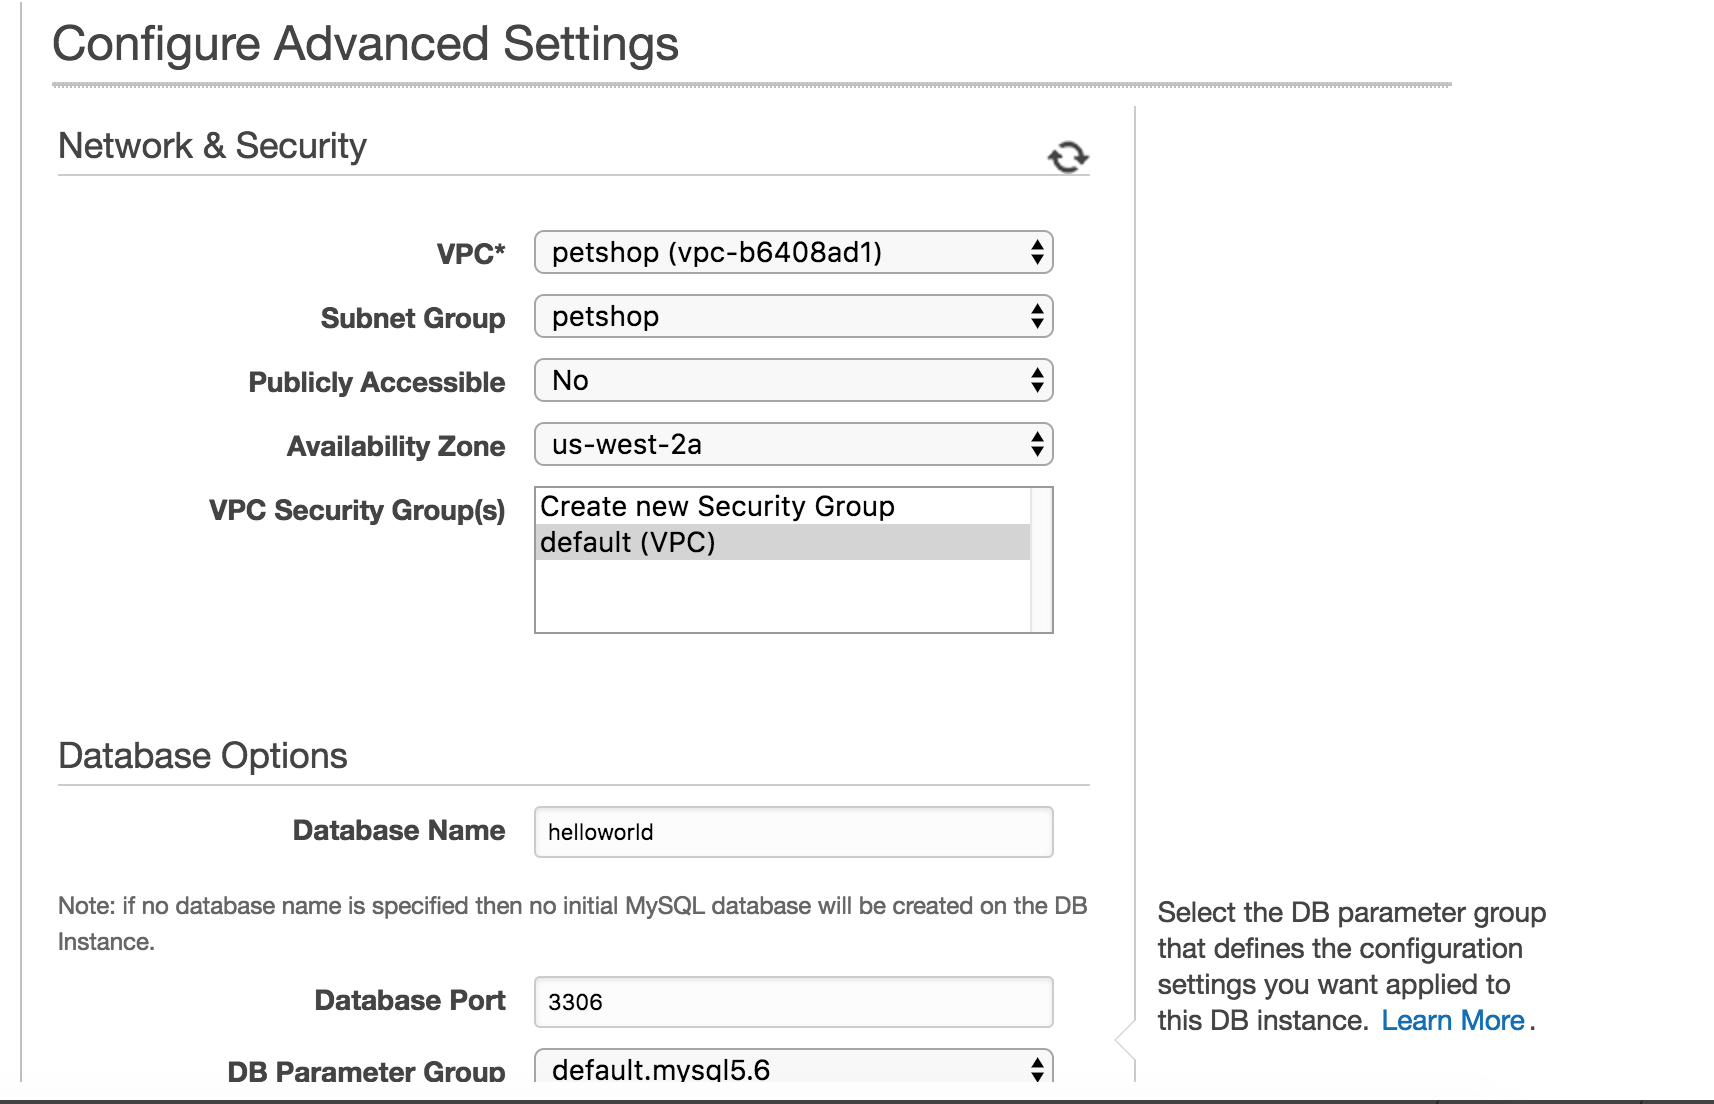 Configure Advanced Settings
Network & Security
VPC* petshop (vpc-b6408ad1)
Subnet Group petshop
Publicly Accessible No
Availability Zone us-west-2a
VPC Security Group(s) Create new Security Group
default (VPC)
Database Options
Database Name helloworld
Note: if no database name is specified then no initial MySQL database will be created on the DB
Instance.
Database Port 3306
DB Parameter Group default.mysql5.6
Select the DB parameter group
that defines the configuration
settings you want applied to
this DB instance. Learn More.